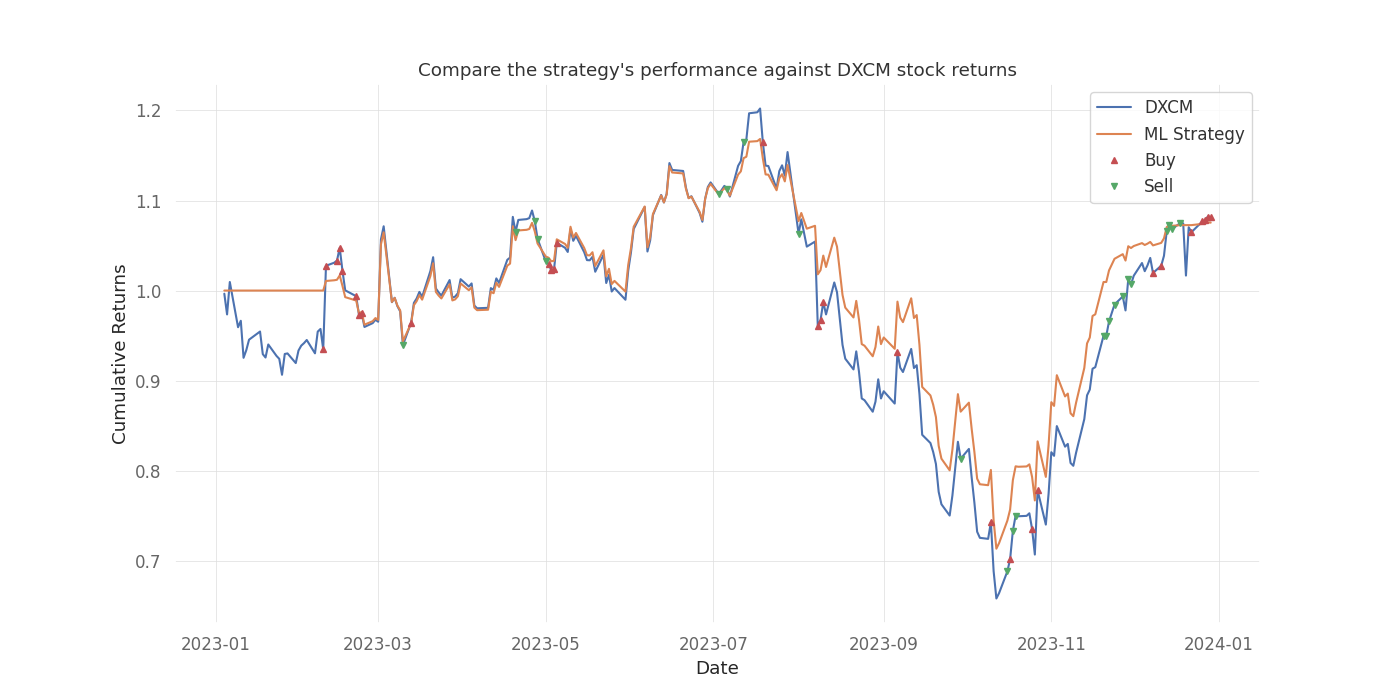 Compare the strategy's performance against DXCM stock returns
DXCM
ML Strategy
Buy
Sell
1.2
1.1
1.0
0.9
0.8
0.7
Cumulative Returns
2023-01
2023-03
2023-05
2023-07
2023-09
2023-11
2024-01
Date